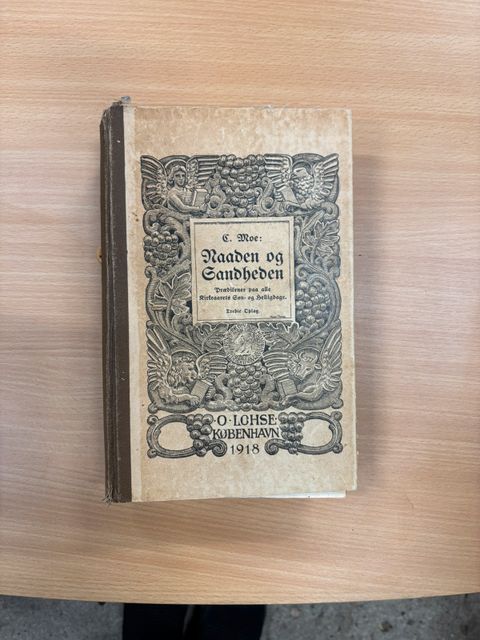 C. Moe:
Naaden og
Sandheden
Prædikener paa alle
Kirkeaarets Søn- og Helligdage.
Tredie Oplag
·O·LOHSE·
KØBENHAVN
1918